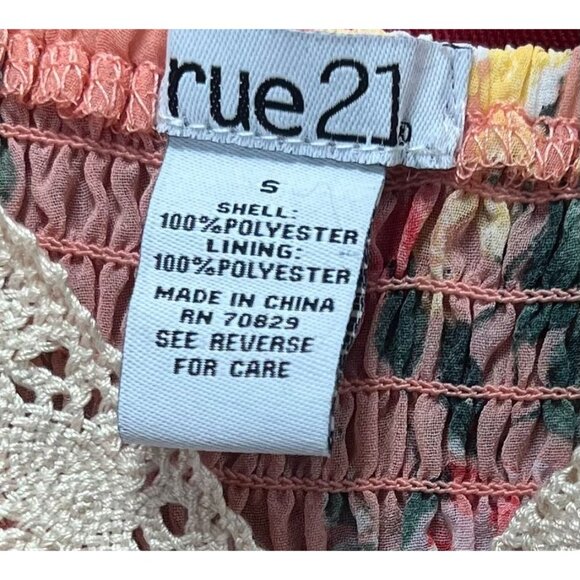 rue21
S
SHELL:
100%POLYESTER
LINING:
100%POLYESTER
MADE IN CHINA
RN 70829
SEE REVERSE
FOR CARE